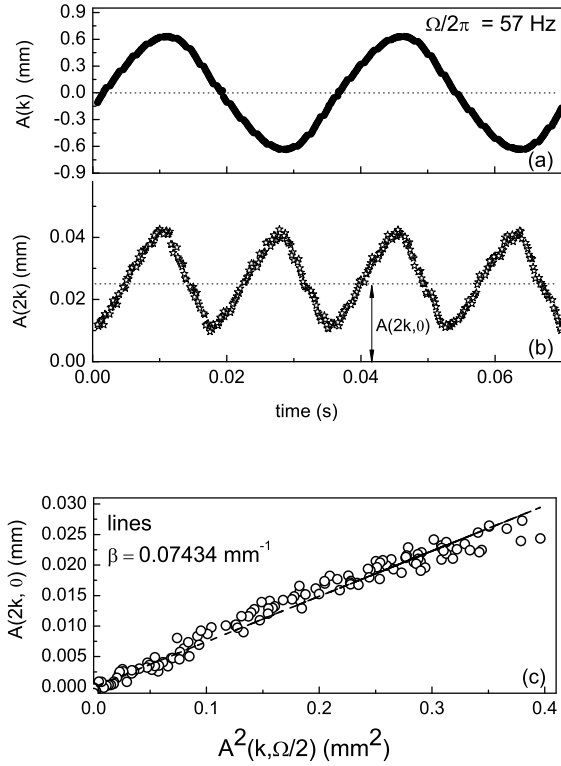 Ω/2π = 57 Hz
A(k) (mm)
0.9
0.6
0.3
0.0
-0.3
-0.6
-0.9
(a)
A(2k) (mm)
0.04
0.02
0.00
A(2k,0)
(b)
0.00 0.02 0.04 0.06
time (s)
A(2k, 0) (mm)
0.030
0.025
0.020
0.015
0.010
0.005
0.000
lines
β = 0.07434 mm⁻¹
(c)
0.0 0.1 0.2 0.3 0.4
A²(k,Ω/2) (mm²)